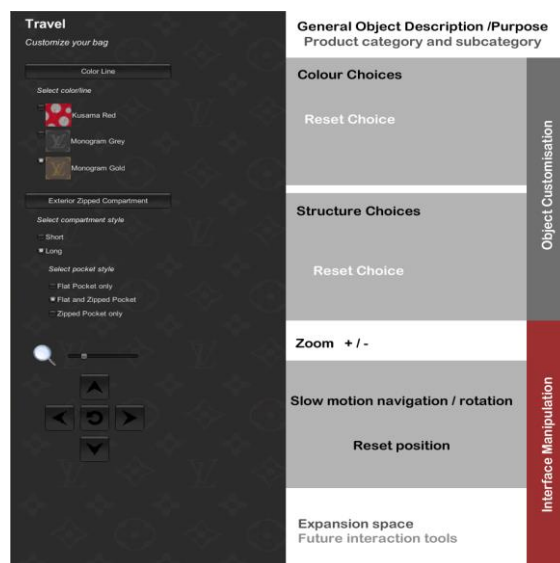 Travel
Customize your bag
Color Line
Select color/line
Kusama Red
Monogram Grey
Monogram Gold
Exterior Zipped Compartment
Select compartment style
Short
Long
Select pocket style
Flat Pocket only
Flat and Zipped Pocket
Zipped Pocket only
General Object Description /Purpose
Product category and subcategory
Colour Choices
Reset Choice
Structure Choices
Reset Choice
Zoom + / -
Slow motion navigation / rotation
Reset position
Expansion space
Future interaction tools
Object Customisation
Interface Manipulation